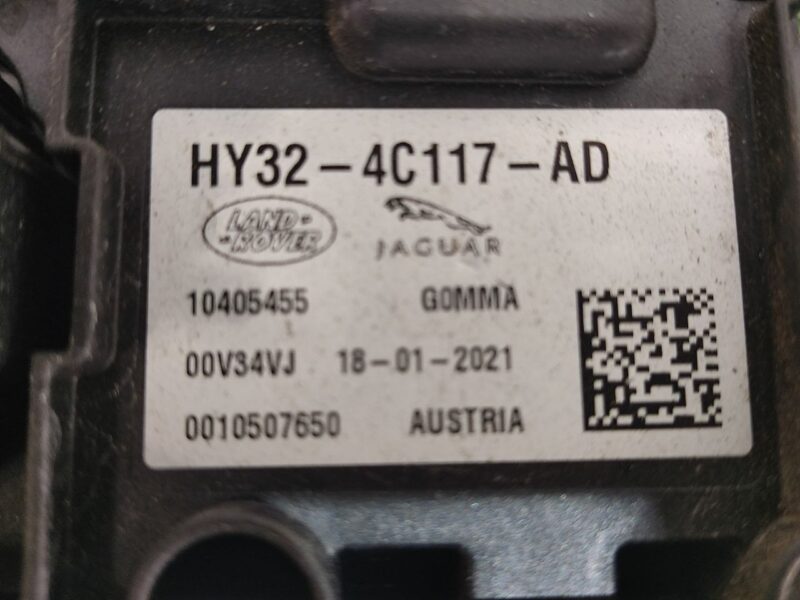 HY32-4C117-AD
LAND-
-ROVER
JAGUAR
10405455 GOMMA
00V34VJ 18-01-2021
0010507650 AUSTRIA